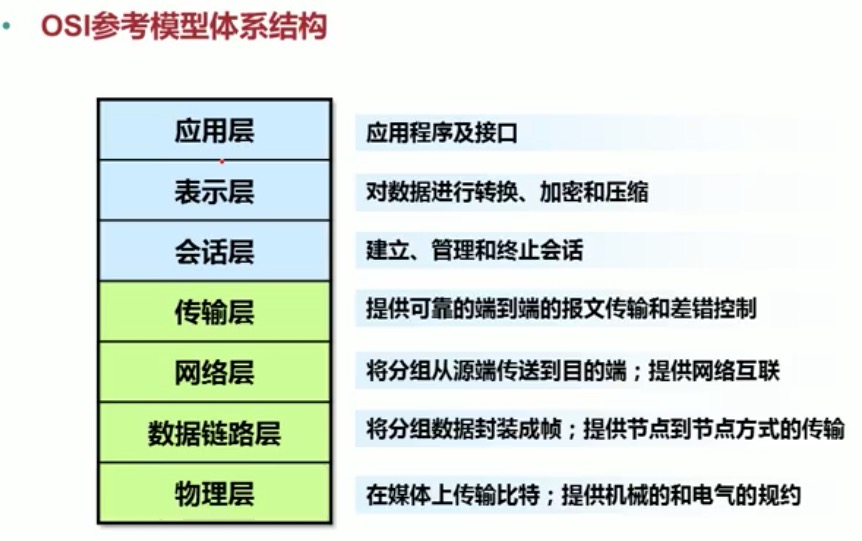 OSI参考模型体系结构
应用层
应用程序及接口
表示层
对数据进行转换、加密和压缩
会话层
建立、管理和终止会话
传输层
提供可靠的端到端的报文传输和差错控制
网络层
将分组从源端传送到目的端；提供网络互联
数据链路层
将分组数据封装成帧；提供节点到节点方式的传输
物理层
在媒体上传输比特；提供机械的和电气的规约